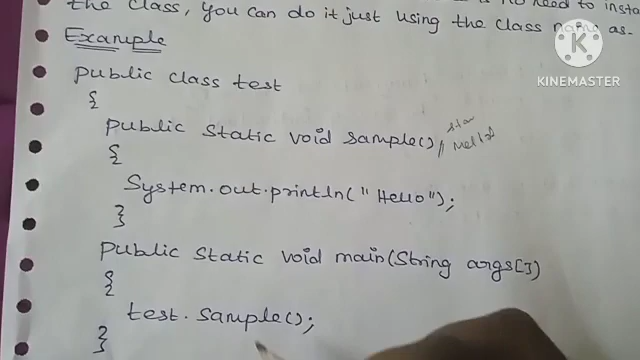 the class, you can do it just using the class name as-
Example
K
KINEMASTER
public class test
{
public static void sample() //
{
System.out.println("Hello");
}
public static void main(String args[])
{
test.sample();
}